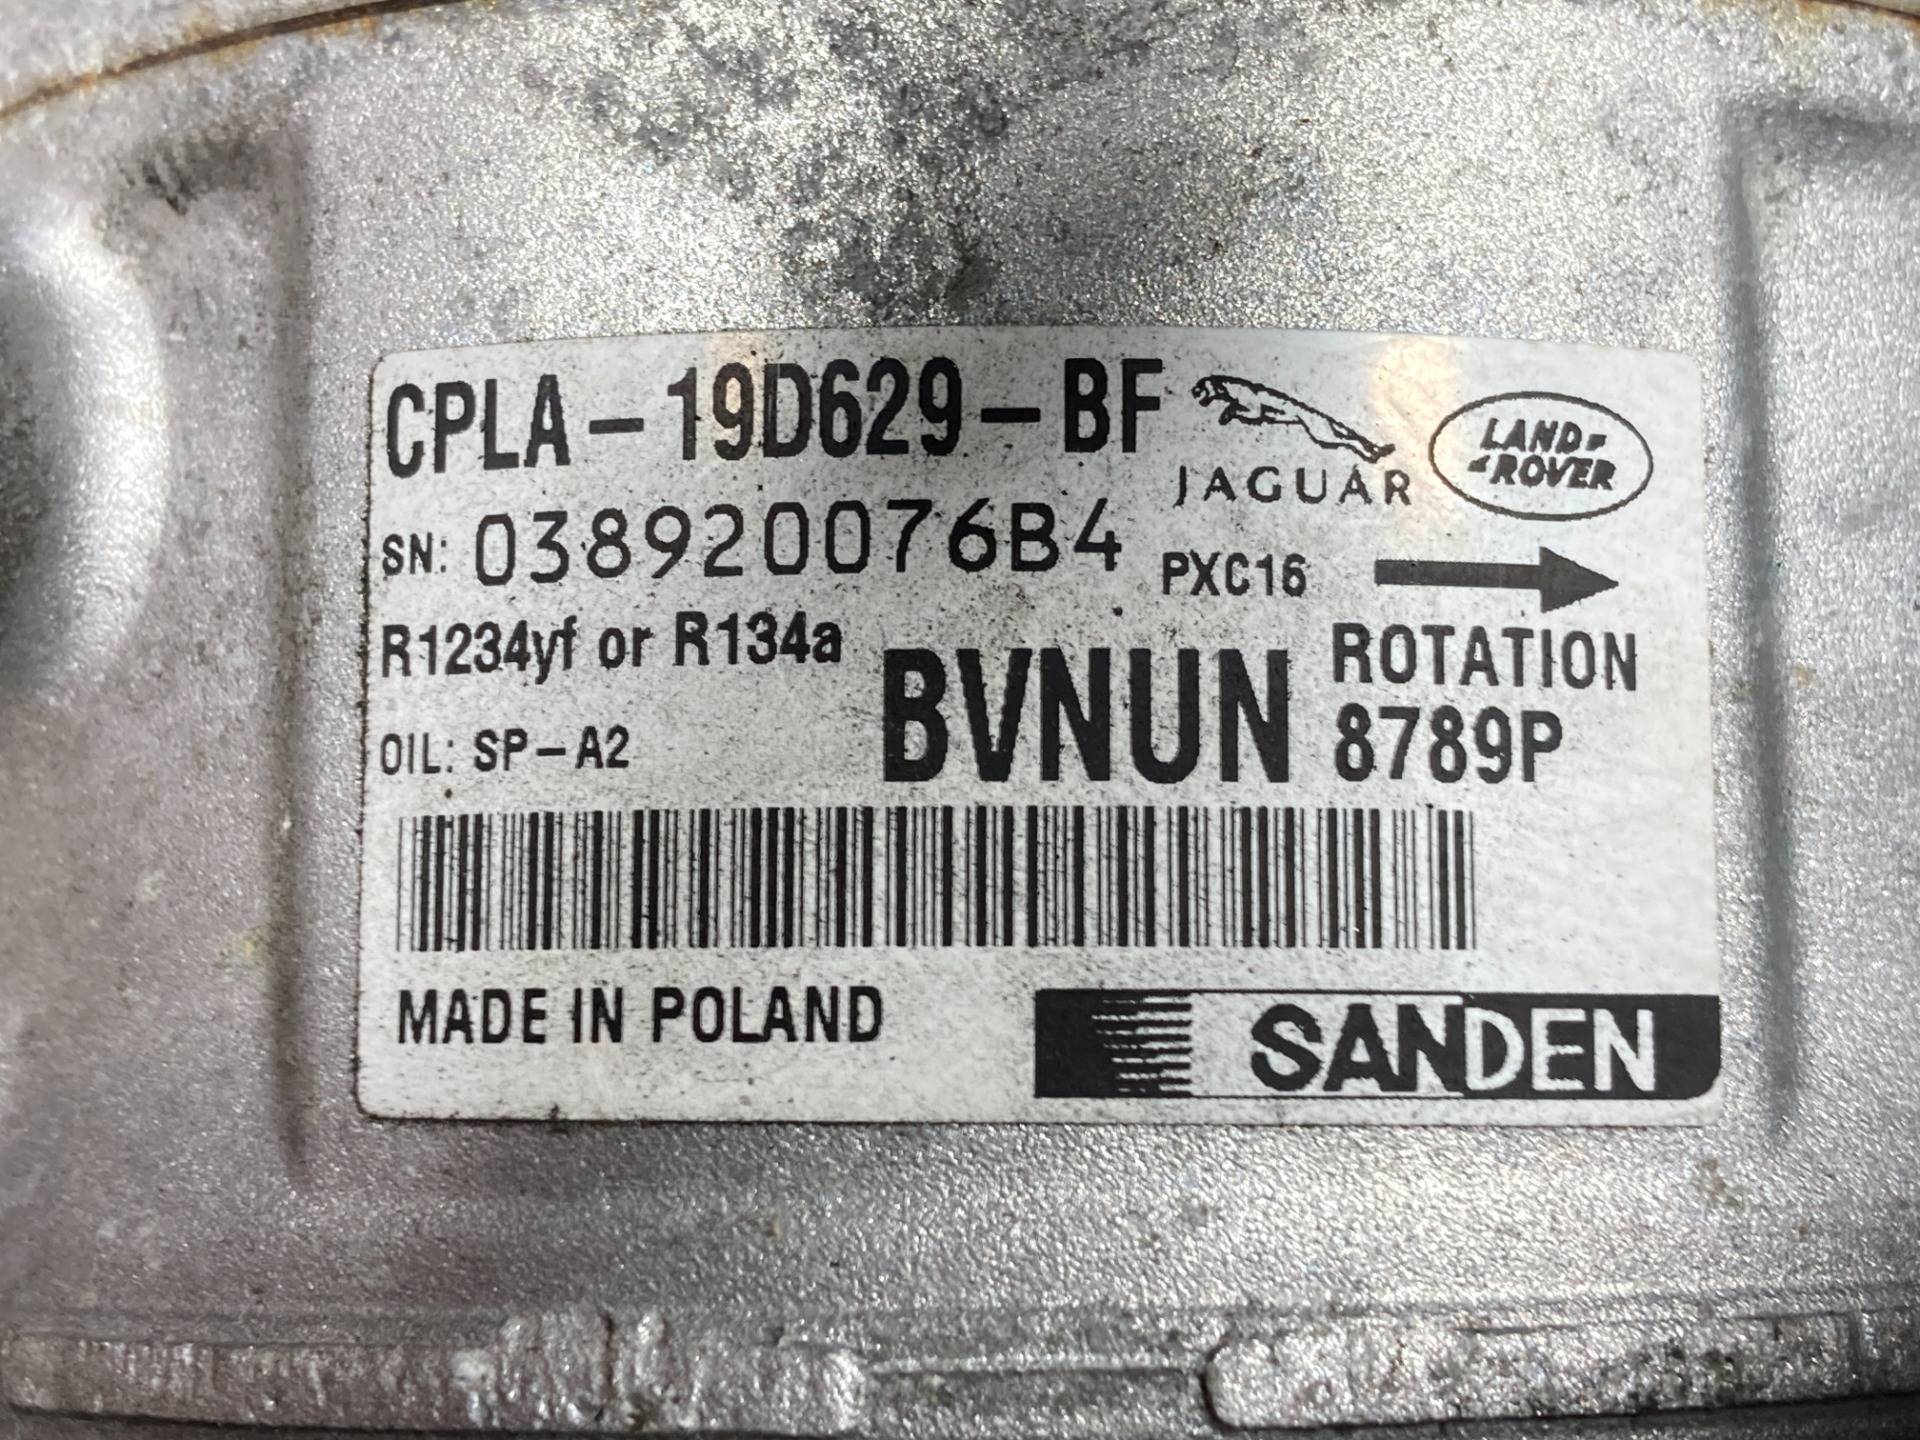 CPLA-19D629-BF
JAGUAR
LAND ROVER
SN: 038920076B4
PXC16
R1234yf or R134a
BVNUN
ROTATION
OIL: SP-A2
8789P
MADE IN POLAND
SANDEN